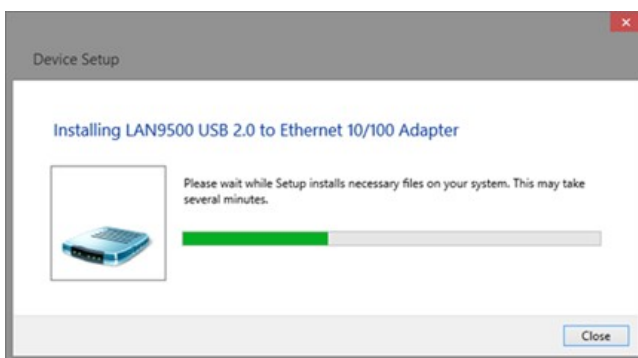 Device Setup
Installing LAN9500 USB 2.0 to Ethernet 10/100 Adapter
Please wait while Setup installs necessary files on your system. This may take
several minutes.
Close